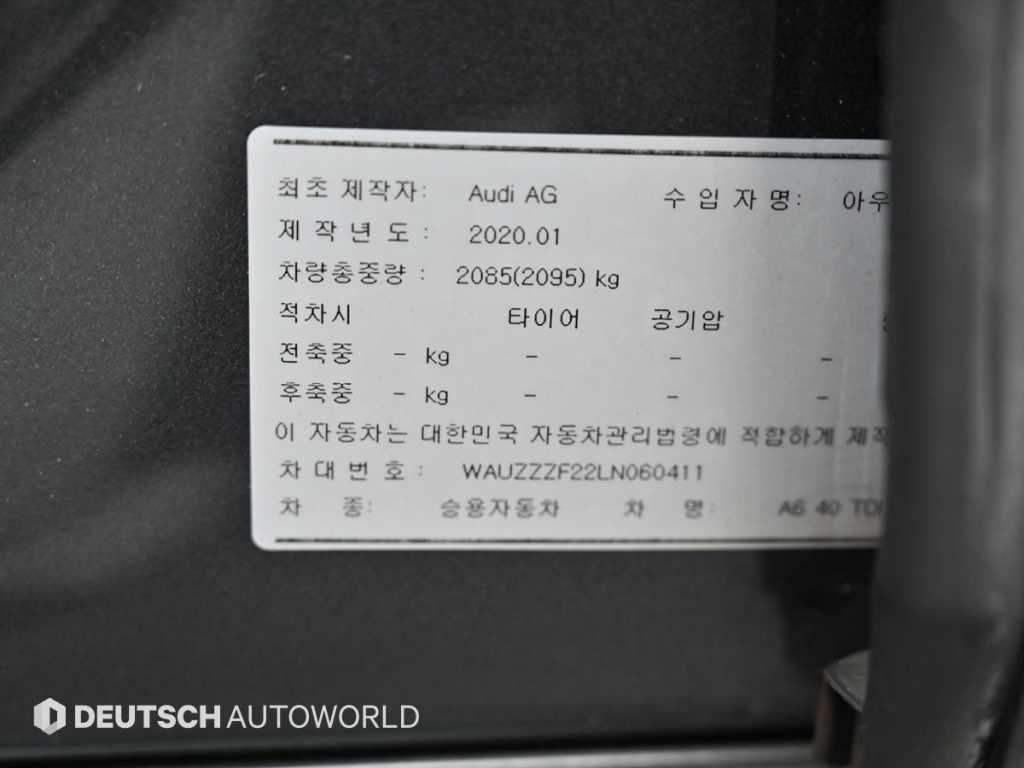 최초 제작자: Audi AG 수입자명: 아우
제작년도: 2020.01
차량총중량: 2085(2095) kg
적차시 타이어 공기압
전축중 - kg - - -
후축중 - kg - - -
이 자동차는 대한민국 자동차관리법령에 적합하게 제작
차대번호: WAUZZZF22LN060411
차 종: 승용자동차 차 명: A6 40 TDI
DEUTSCH AUTOWORLD